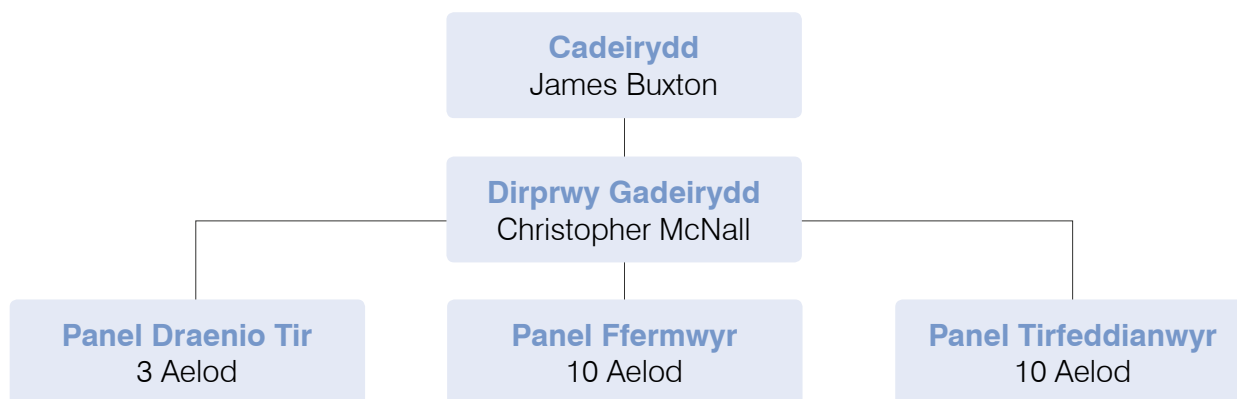 Cadeirydd
James Buxton
Dirprwy Gadeirydd
Christopher McNall
Panel Draenio Tir
3 Aelod
Panel Ffermwyr
10 Aelod
Panel Tirfeddianwyr
10 Aelod